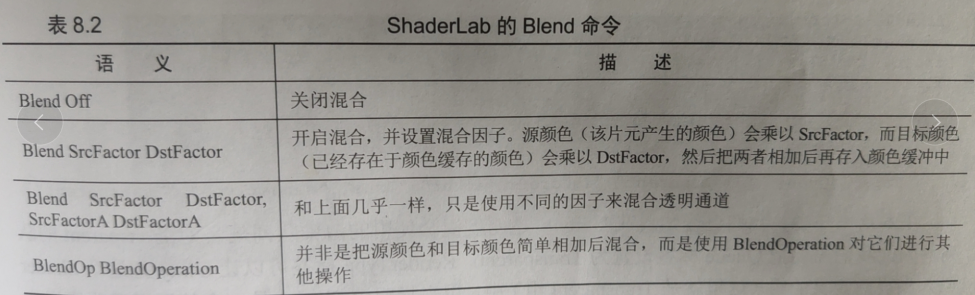 表 8.2 ShaderLab 的 Blend 命令
语 义 描 述
Blend Off 关闭混合
Blend SrcFactor DstFactor 开启混合，并设置混合因子。源颜色（该片元产生的颜色）会乘以 SrcFactor，而目标颜色
（已经存在于颜色缓存的颜色）会乘以 DstFactor，然后把两者相加后再存入颜色缓冲中
Blend SrcFactor DstFactor,
SrcFactorA DstFactorA
和上面几乎一样，只是使用不同的因子来混合透明通道
BlendOp BlendOperation
并非是把源颜色和目标颜色简单相加后混合，而是使用 BlendOperation 对它们进行其
他操作